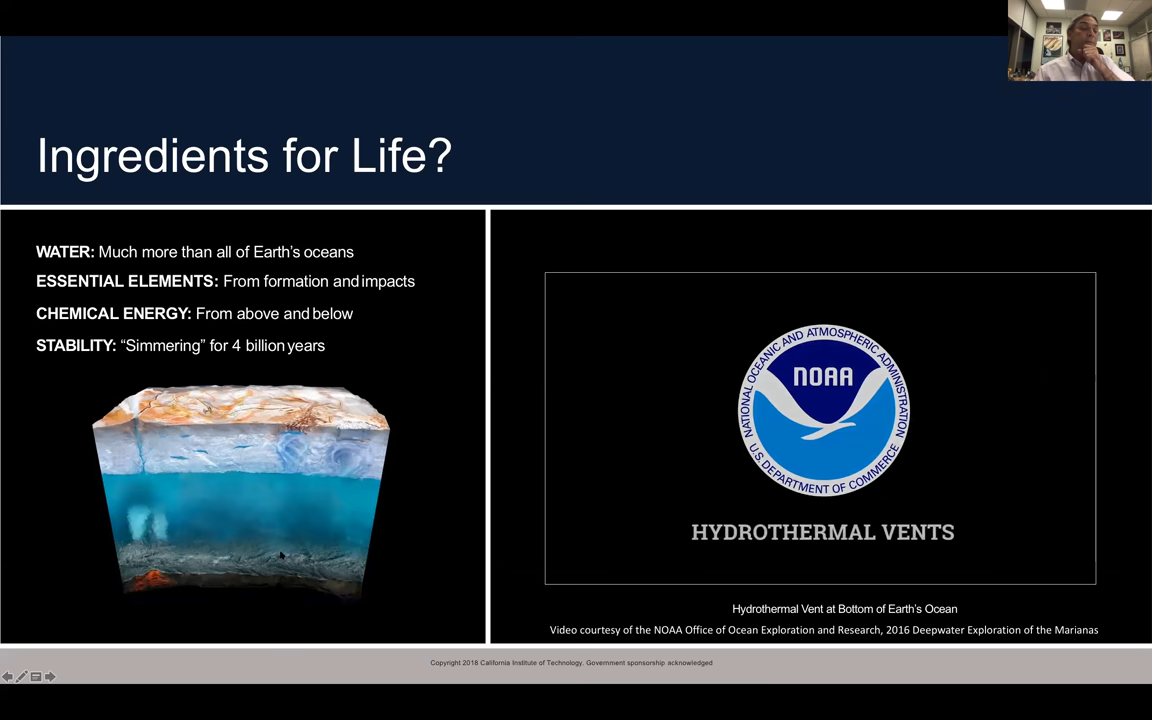 Ingredients for Life?
WATER: Much more than all of Earth's oceans
ESSENTIAL ELEMENTS: From formation and impacts
CHEMICAL ENERGY: From above and below
STABILITY: “Simmering” for 4 billion years
NATIONAL OCEANIC AND ATMOSPHERIC ADMINISTRATION
NOAA
U.S. DEPARTMENT OF COMMERCE
HYDROTHERMAL VENTS
Hydrothermal Vent at Bottom of Earth's Ocean
Video courtesy of the NOAA Office of Ocean Exploration and Research, 2016 Deepwater Exploration of the Marianas
Copyright 2018 California Institute of Technology. Government sponsorship acknowledged